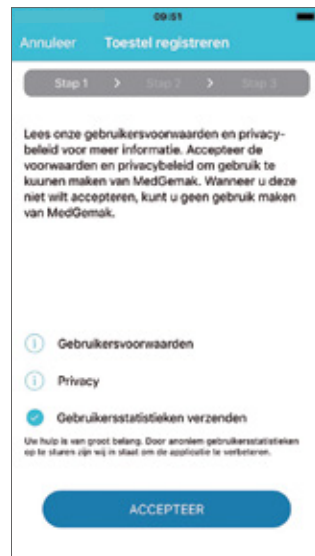 09:51
Annuleer Toestel registreren
Stap 1 > Stap 2 > Stap 3
Lees onze gebruikersvoorwaarden en privacy-
beleid voor meer informatie. Accepteer de
voorwaarden en privacybeleid om gebruik te
kuunen maken van MedGemak. Wanneer u deze
niet wilt accepteren, kunt u geen gebruik maken
van MedGemak.
Gebruikersvoorwaarden
Privacy
Gebruikersstatistieken verzenden
Uw hulp is van groot belang. Door anoniem gebruikersstatistieken
op te sturen zijn wij in staat om de applicatie te verbeteren.
ACCEPTEER